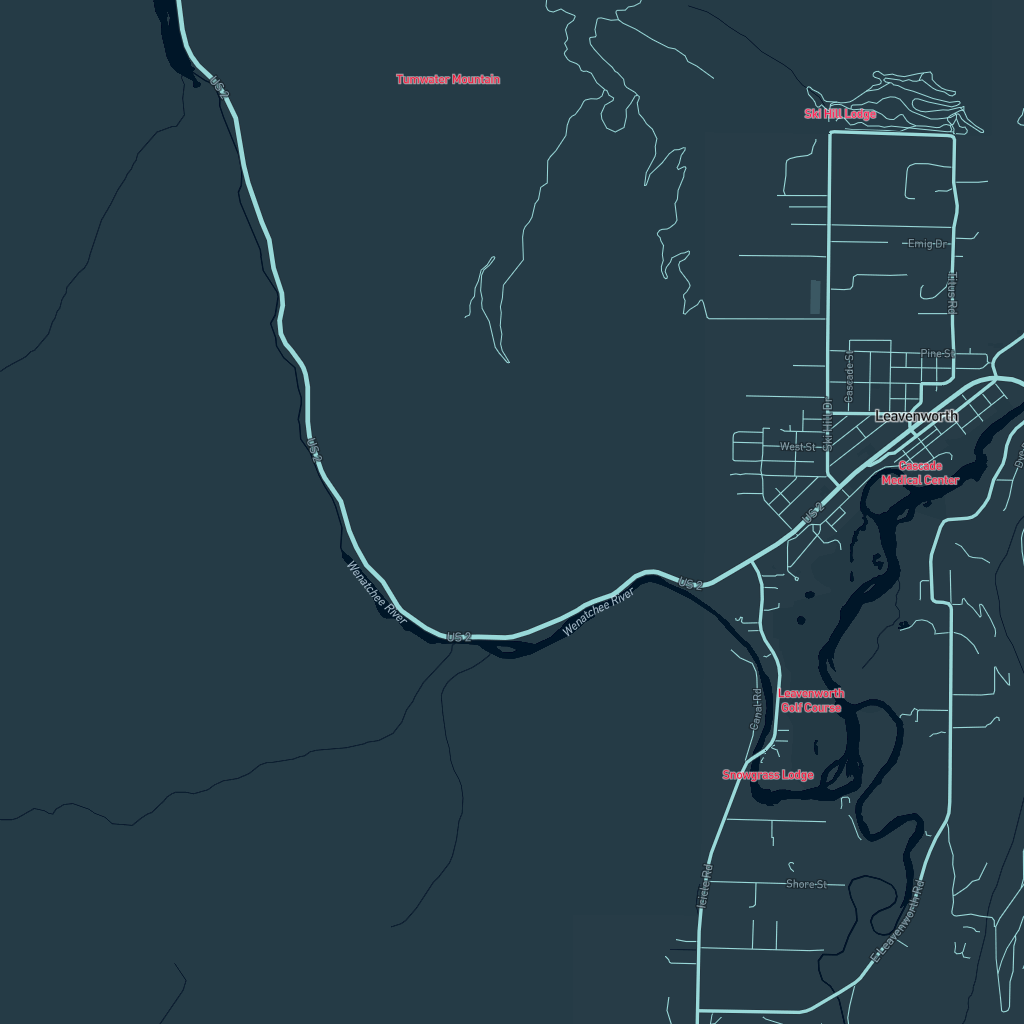 US 2
Tumwater Mountain
Ski Hill Lodge
Emig Dr
Titus Rd
Pine St
Cascade St
Ski Hill Dr
Leavenworth
West St
US 2
Cascade
Medical Center
US 2
Wenatchee River
US 2
Wenatchee River
US 2
Canal Rd
Leavenworth
Golf Course
Snowgrass Lodge
Icicle Rd
Shore St
E Leavenworth Rd